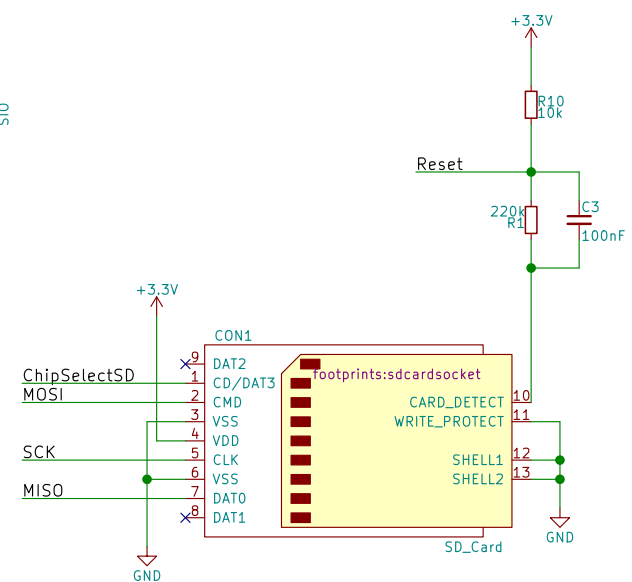 +3.3V
R10
10k
SIO
Reset
220k
R1
C3
100nF
+3.3V
CON1
9 DAT2
footprints:sdcardsocket
ChipSelectSD 1 CD/DAT3
MOSI 2 CMD
CARD_DETECT 10
3 VSS
WRITE_PROTECT 11
4 VDD
SCK 5 CLK
SHELL1 12
6 VSS
SHELL2 13
MISO 7 DAT0
8 DAT1
GND
SD_Card
GND